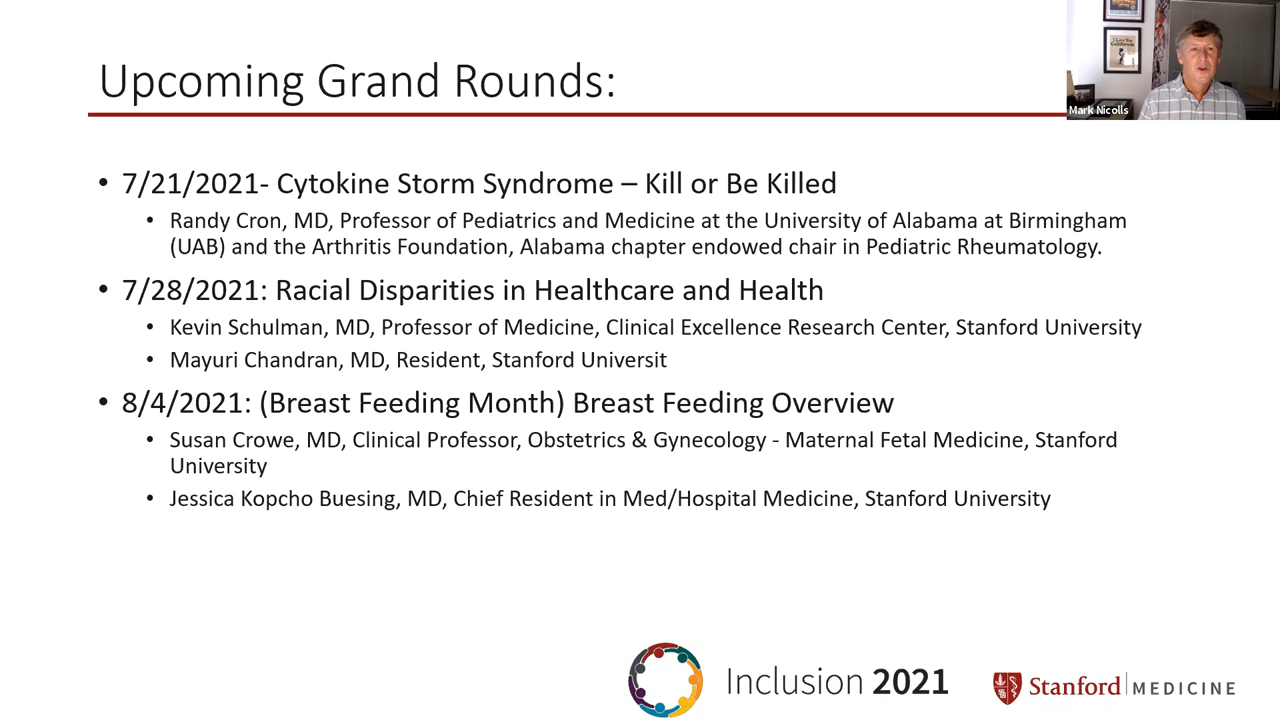 Upcoming Grand Rounds:
Mark Nicolls
• 7/21/2021- Cytokine Storm Syndrome – Kill or Be Killed
• Randy Cron, MD, Professor of Pediatrics and Medicine at the University of Alabama at Birmingham
(UAB) and the Arthritis Foundation, Alabama chapter endowed chair in Pediatric Rheumatology.
• 7/28/2021: Racial Disparities in Healthcare and Health
• Kevin Schulman, MD, Professor of Medicine, Clinical Excellence Research Center, Stanford University
• Mayuri Chandran, MD, Resident, Stanford Universit
• 8/4/2021: (Breast Feeding Month) Breast Feeding Overview
• Susan Crowe, MD, Clinical Professor, Obstetrics & Gynecology - Maternal Fetal Medicine, Stanford
University
• Jessica Kopcho Buesing, MD, Chief Resident in Med/Hospital Medicine, Stanford University
Inclusion 2021
Stanford MEDICINE